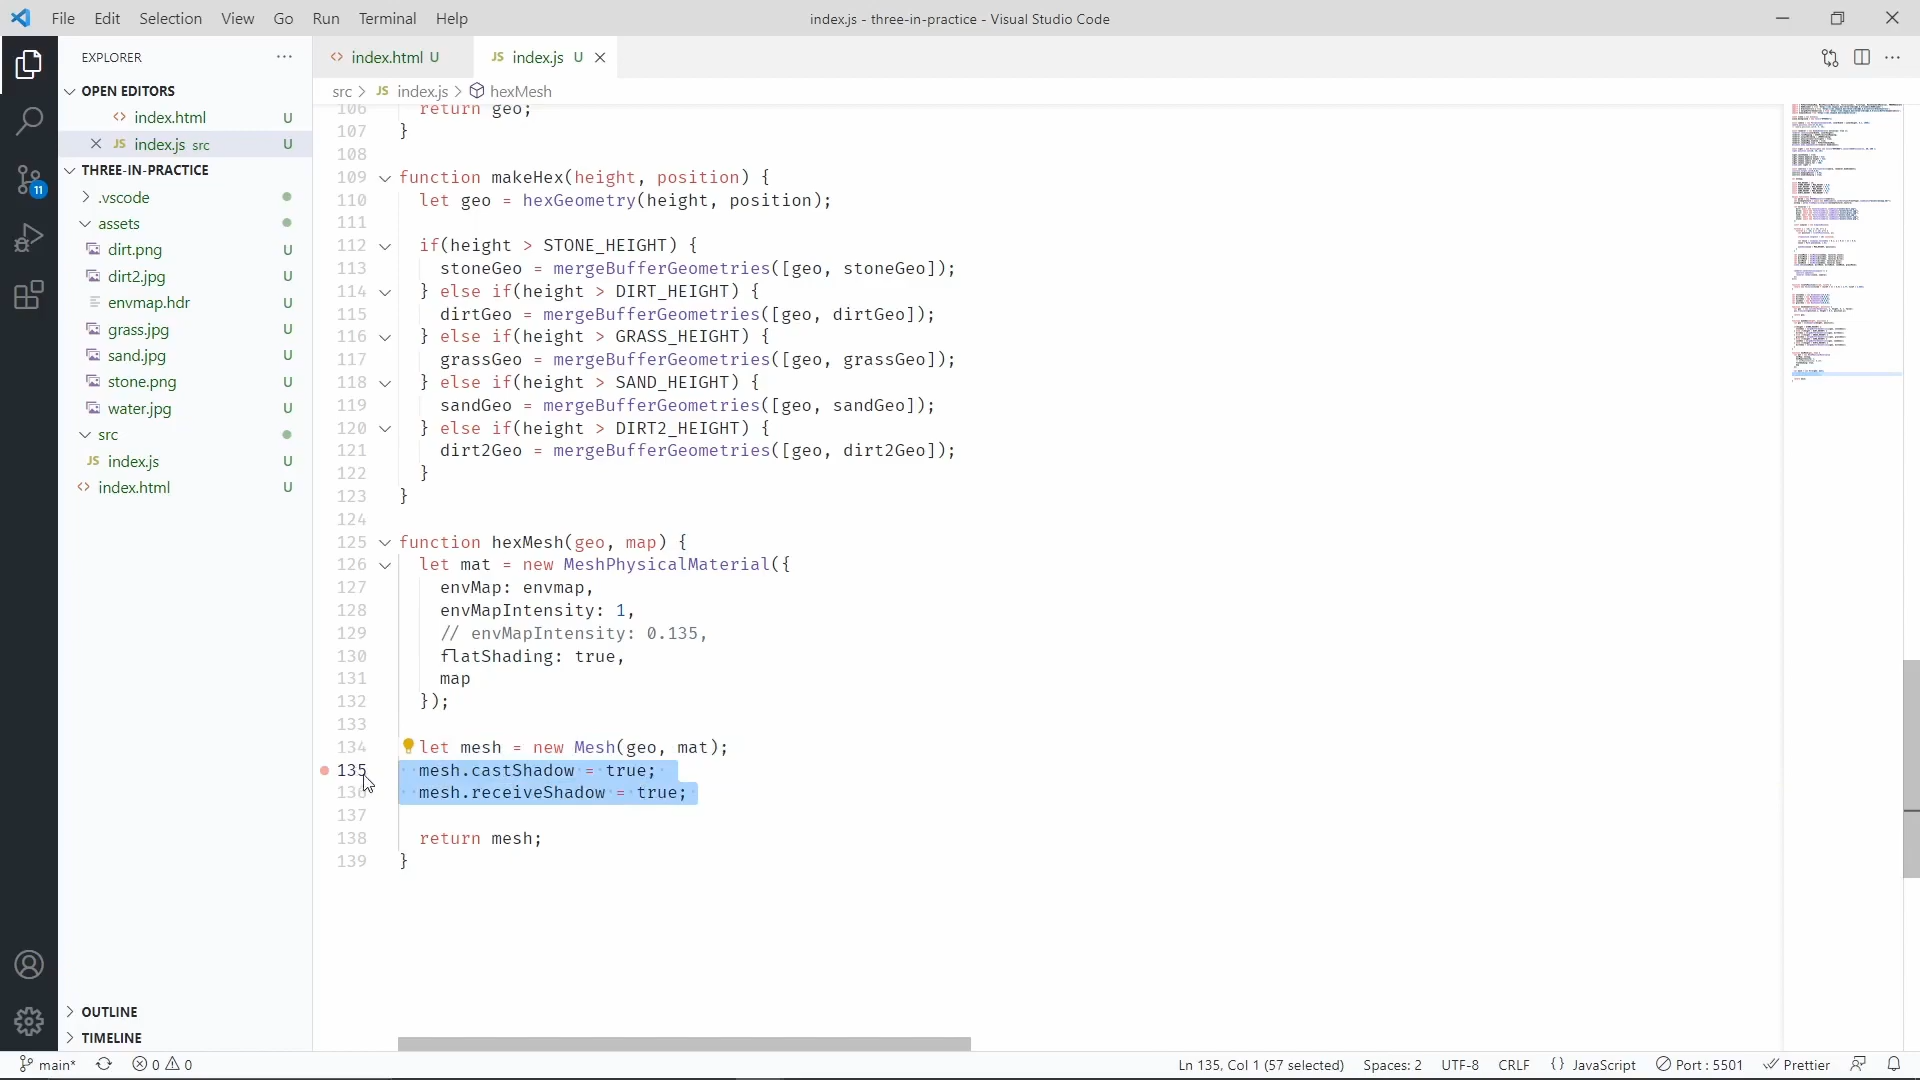 File Edit Selection View Go Run Terminal Help
index.js - three-in-practice - Visual Studio Code
EXPLORER
index.html U
JS index.js U
OPEN EDITORS
src JS index.js hexMesh
index.html U
JS index.js src U
THREE-IN-PRACTICE
.vscode
assets
dirt.png U
dirt2.jpg U
envmap.hdr U
grass.jpg U
sand.jpg U
stone.png U
water.jpg U
src
JS index.js U
index.html U
11
OUTLINE
TIMELINE
106 return geo;
107 }
108
109 function makeHex(height, position) {
110 let geo = hexGeometry(height, position);
111
112 if(height > STONE_HEIGHT) {
113 stoneGeo = mergeBufferGeometries([geo, stoneGeo]);
114 } else if(height > DIRT_HEIGHT) {
115 dirtGeo = mergeBufferGeometries([geo, dirtGeo]);
116 } else if(height > GRASS_HEIGHT) {
117 grassGeo = mergeBufferGeometries([geo, grassGeo]);
118 } else if(height > SAND_HEIGHT) {
119 sandGeo = mergeBufferGeometries([geo, sandGeo]);
120 } else if(height > DIRT2_HEIGHT) {
121 dirt2Geo = mergeBufferGeometries([geo, dirt2Geo]);
122 }
123 }
124
125 function hexMesh(geo, map) {
126 let mat = new MeshPhysicalMaterial({
127 envMap: envmap,
128 envMapIntensity: 1,
129 // envMapIntensity: 0.135,
130 flatShading: true,
131 map
132 });
133
134 let mesh = new Mesh(geo, mat);
135 mesh.castShadow = true;
136 mesh.receiveShadow = true;
137
138 return mesh;
139 }
main* 0 0 Ln 135, Col 1 (57 selected) Spaces: 2 UTF-8 CRLF {} JavaScript Port : 5501 Prettier